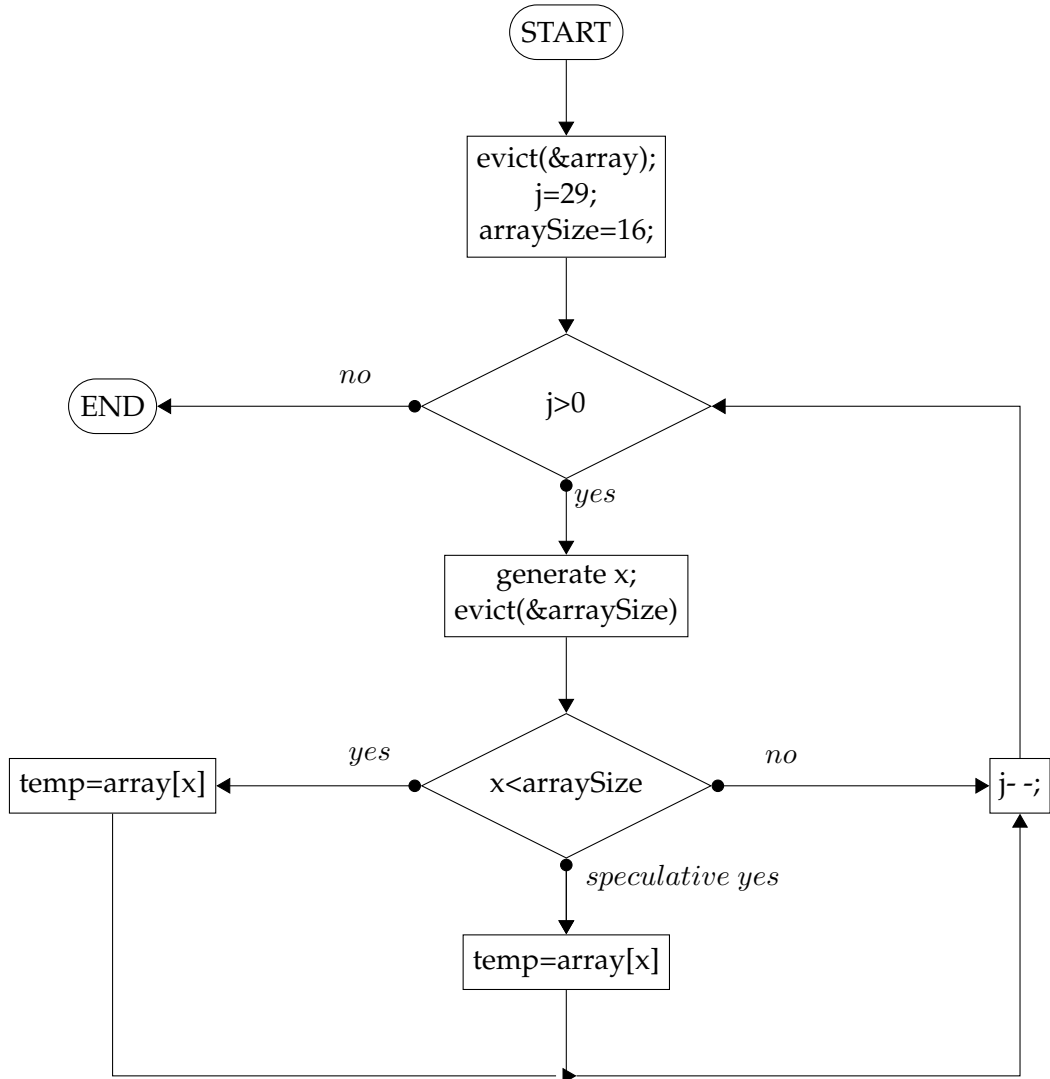 START
evict(&array);
j=29;
arraySize=16;
no
END
j>0
yes
generate x;
evict(&arraySize)
yes
no
temp=array[x]
x<arraySize
j- -;
speculative yes
temp=array[x]